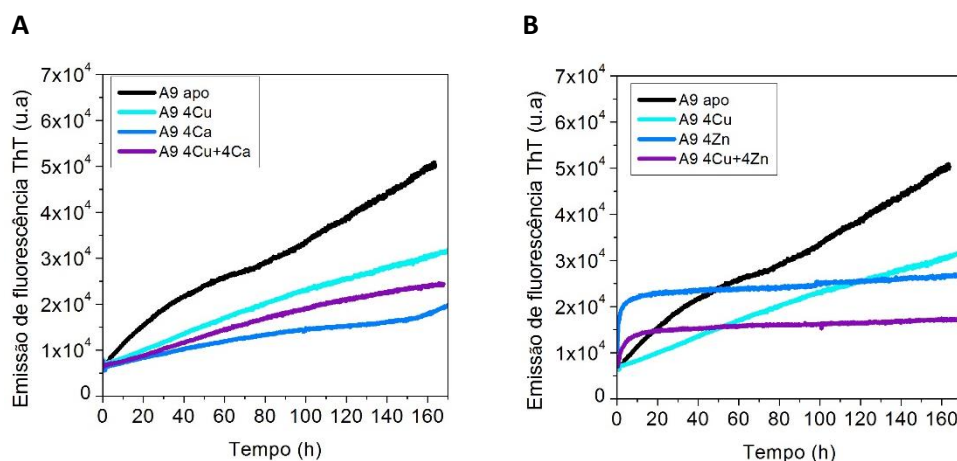 A
Emissão de fluorescência ThT (u.a)
7x10⁴
6x10⁴
5x10⁴
4x10⁴
3x10⁴
2x10⁴
1x10⁴
0
A9 apo
A9 4Cu
A9 4Ca
A9 4Cu+4Ca
0 20 40 60 80 100 120 140 160
Tempo (h)
B
Emissão de fluorescência ThT (u.a)
7x10⁴
6x10⁴
5x10⁴
4x10⁴
3x10⁴
2x10⁴
1x10⁴
0
A9 apo
A9 4Cu
A9 4Zn
A9 4Cu+4Zn
0 20 40 60 80 100 120 140 160
Tempo (h)